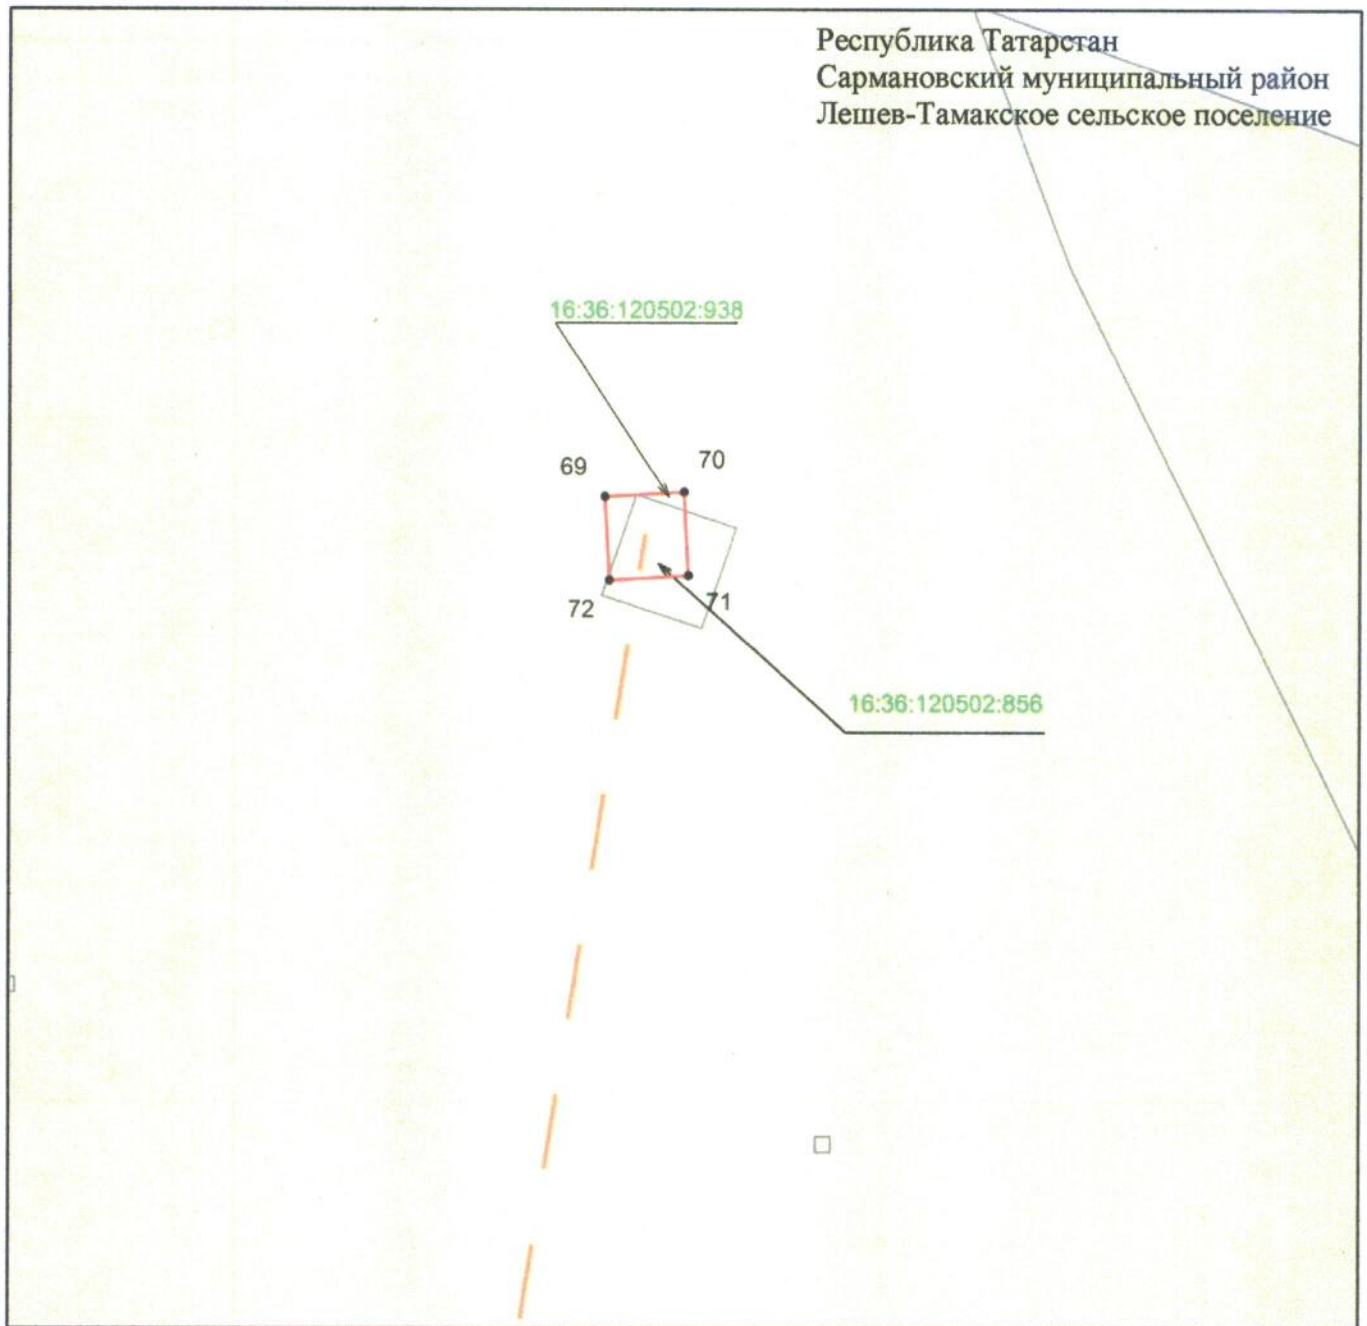 Республика Татарстан
Сармановский муниципальный район
Лешев-Тамакское сельское поселение
16:36:120502:938
69
70
72
71
16:36:120502:856